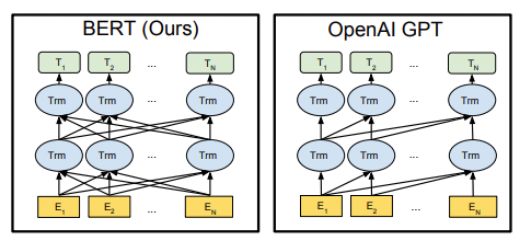 BERT (Ours)
T1 T2 ... TN
Trm Trm ... Trm
Trm Trm ... Trm
E1 E2 ... EN
OpenAI GPT
T1 T2 ... TN
Trm Trm ... Trm
Trm Trm ... Trm
E1 E2 ... EN